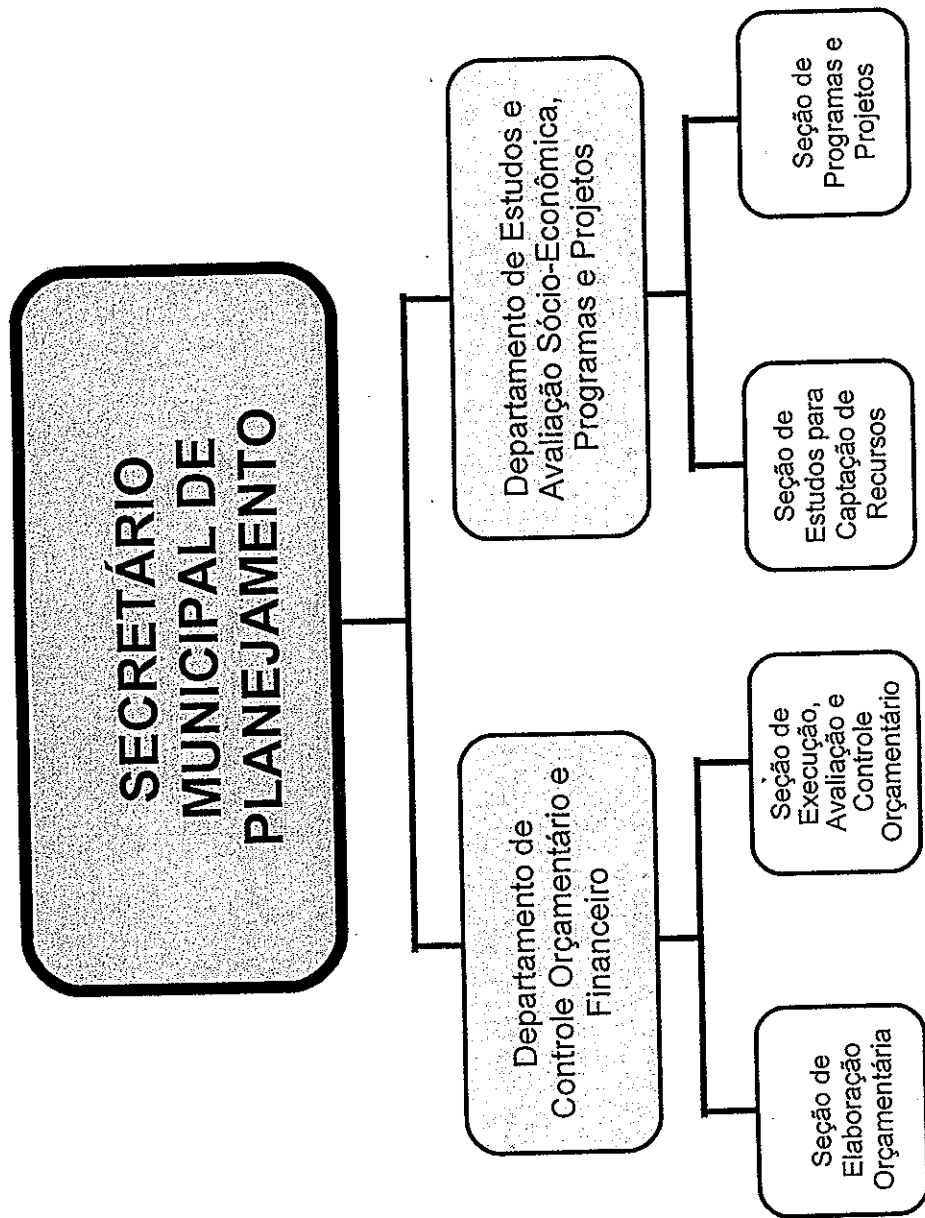 SECRETÁRIO
MUNICIPAL DE
PLANEJAMENTO
Departamento de
Controle Orçamentário e
Financeiro
Departamento de Estudos e
Avaliação Sócio-Econômica,
Programas e Projetos
Seção de
Elaboração
Orçamentária
Seção de
Execução,
Avaliação e
Controle
Orçamentário
Seção de
Estudos para
Captação de
Recursos
Seção de
Programas e
Projetos